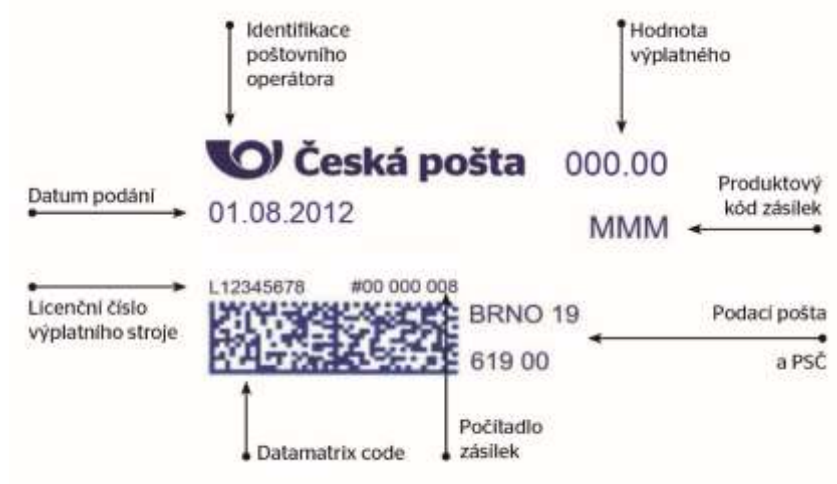 Identifikace
poštovního
operátora
Hodnota
výplatného
Česká pošta 000.00
Datum podání
01.08.2012
Produktový
kód zásilek
MMM
L12345678 #00 000 008
Licenční číslo
výplatního stroje
BRNO 19
619 00
Podací pošta
a PSČ
Datamatrix code
Počítadlo
zásilek